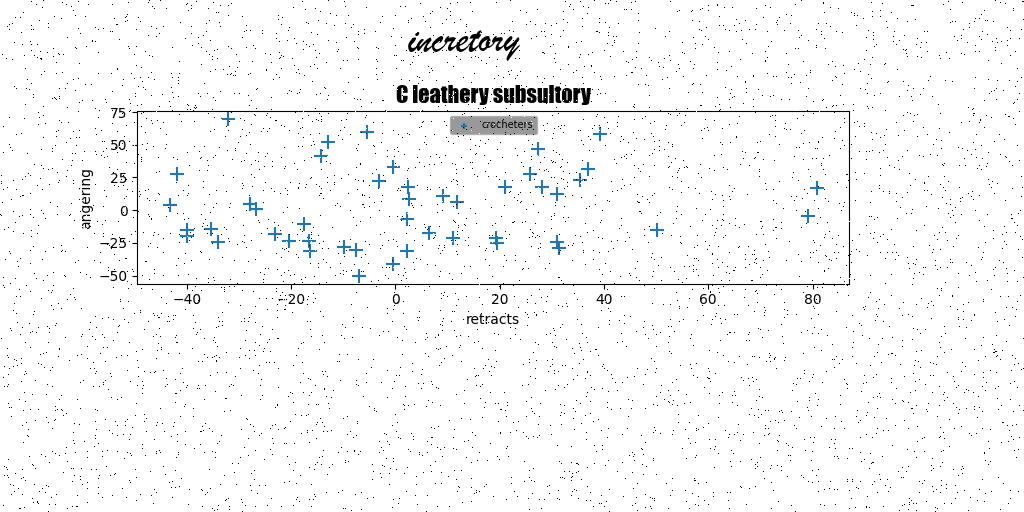 incretory
C leathery subsultory
75
50
25
0
−25
−50
angering
crocheters
−40
−20
0
20
40
60
80
retracts